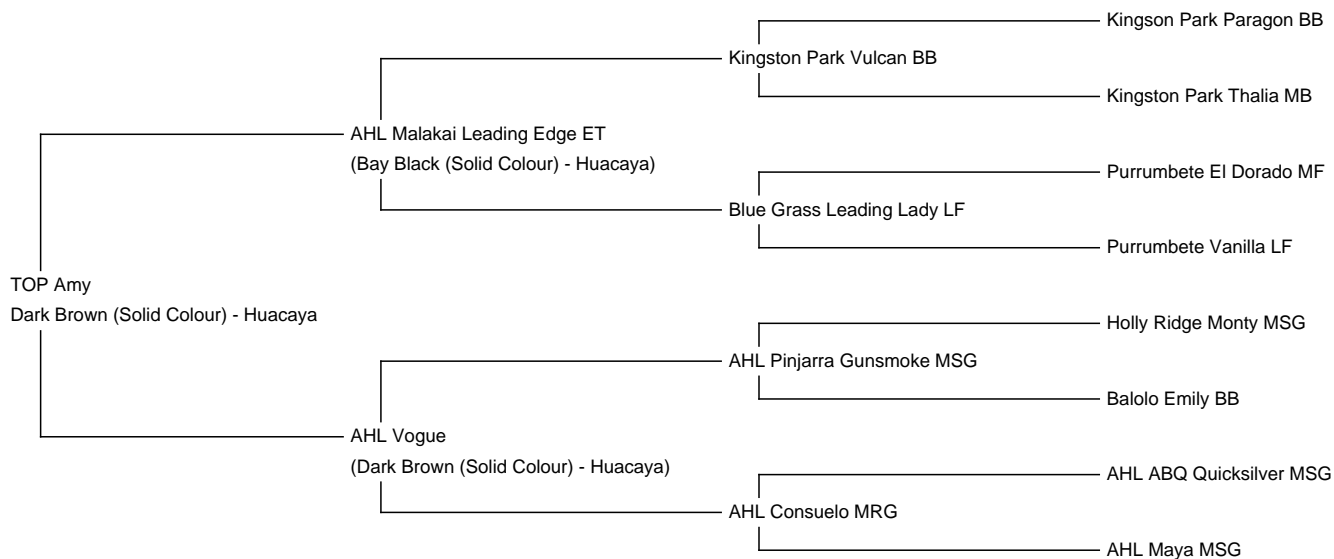 Kingson Park Paragon BB
Kingston Park Vulcan BB
Kingston Park Thalia MB
AHL Malakai Leading Edge ET
(Bay Black (Solid Colour) - Huacaya)
Purrumbete El Dorado MF
Blue Grass Leading Lady LF
Purrumbete Vanilla LF
TOP Amy
Dark Brown (Solid Colour) - Huacaya
Holly Ridge Monty MSG
AHL Pinjarra Gunsmoke MSG
Balolo Emily BB
AHL Vogue
(Dark Brown (Solid Colour) - Huacaya)
AHL ABQ Quicksilver MSG
AHL Consuelo MRG
AHL Maya MSG